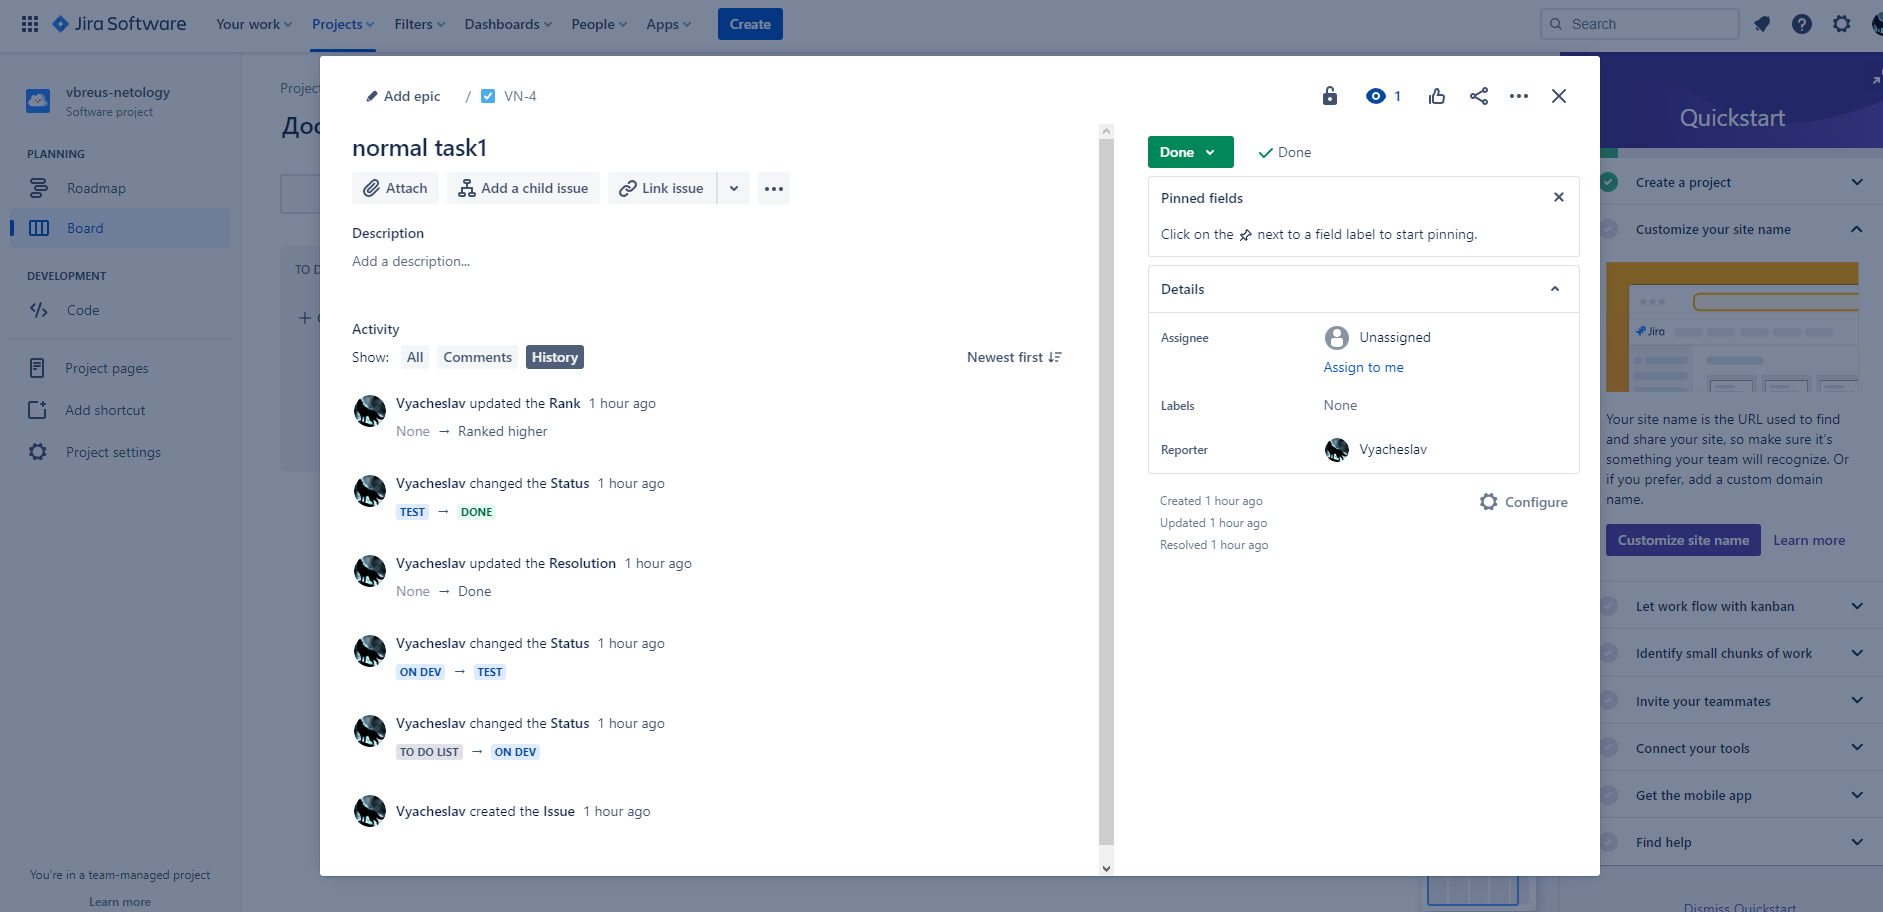 Jira Software
Your work
Projects
Filters
Dashboards
People
Apps
Create
Search
vbreus-netology
Software project
PLANNING
Roadmap
Board
DEVELOPMENT
Code
Project pages
Add shortcut
Project settings
You're in a team-managed project
Learn more
Add epic / VN-4
1
normal task1
Attach
Add a child issue
Link issue
Description
Add a description...
Activity
Show: All Comments History
Newest first
Vyacheslav updated the Rank 1 hour ago
None → Ranked higher
Vyacheslav changed the Status 1 hour ago
TEST → DONE
Vyacheslav updated the Resolution 1 hour ago
None → Done
Vyacheslav changed the Status 1 hour ago
ON DEV → TEST
Vyacheslav changed the Status 1 hour ago
TO DO LIST → ON DEV
Vyacheslav created the Issue 1 hour ago
Done
Done
Pinned fields
Click on the next to a field label to start pinning.
Details
Assignee
Unassigned
Assign to me
Labels
None
Reporter
Vyacheslav
Created 1 hour ago
Updated 1 hour ago
Resolved 1 hour ago
Configure
Quickstart
Create a project
Customize your site name
Jira
Your site name is the URL used to find
and share your site, so make sure it's
something your team will recognize. Or
if you prefer, add a custom domain
name.
Customize site name
Learn more
Let work flow with kanban
Identify small chunks of work
Invite your teammates
Connect your tools
Get the mobile app
Find help
Dismiss Quickstart